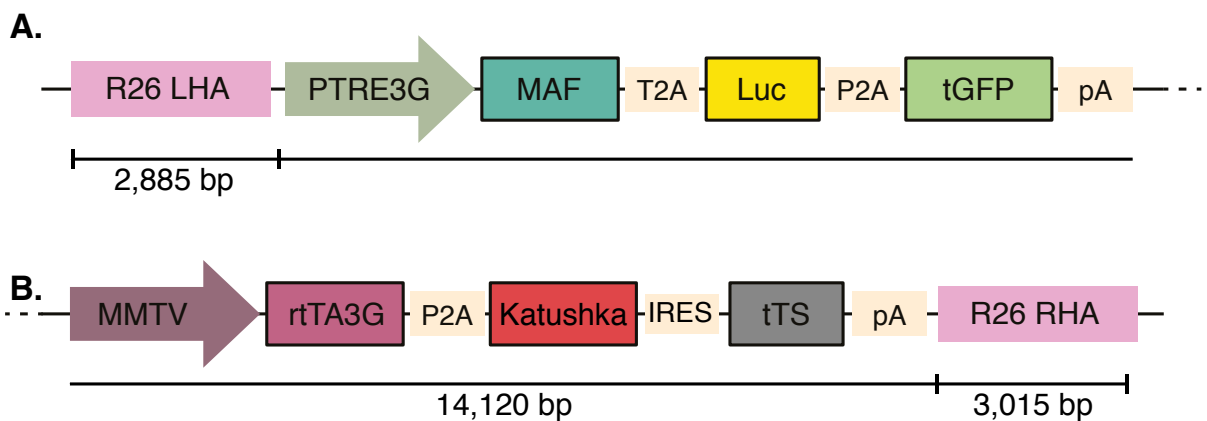 A.
R26 LHA PTRE3G MAF T2A Luc P2A tGFP pA
2,885 bp
B.
MMTV rtTA3G P2A Katushka IRES tTS pA R26 RHA
14,120 bp 3,015 bp